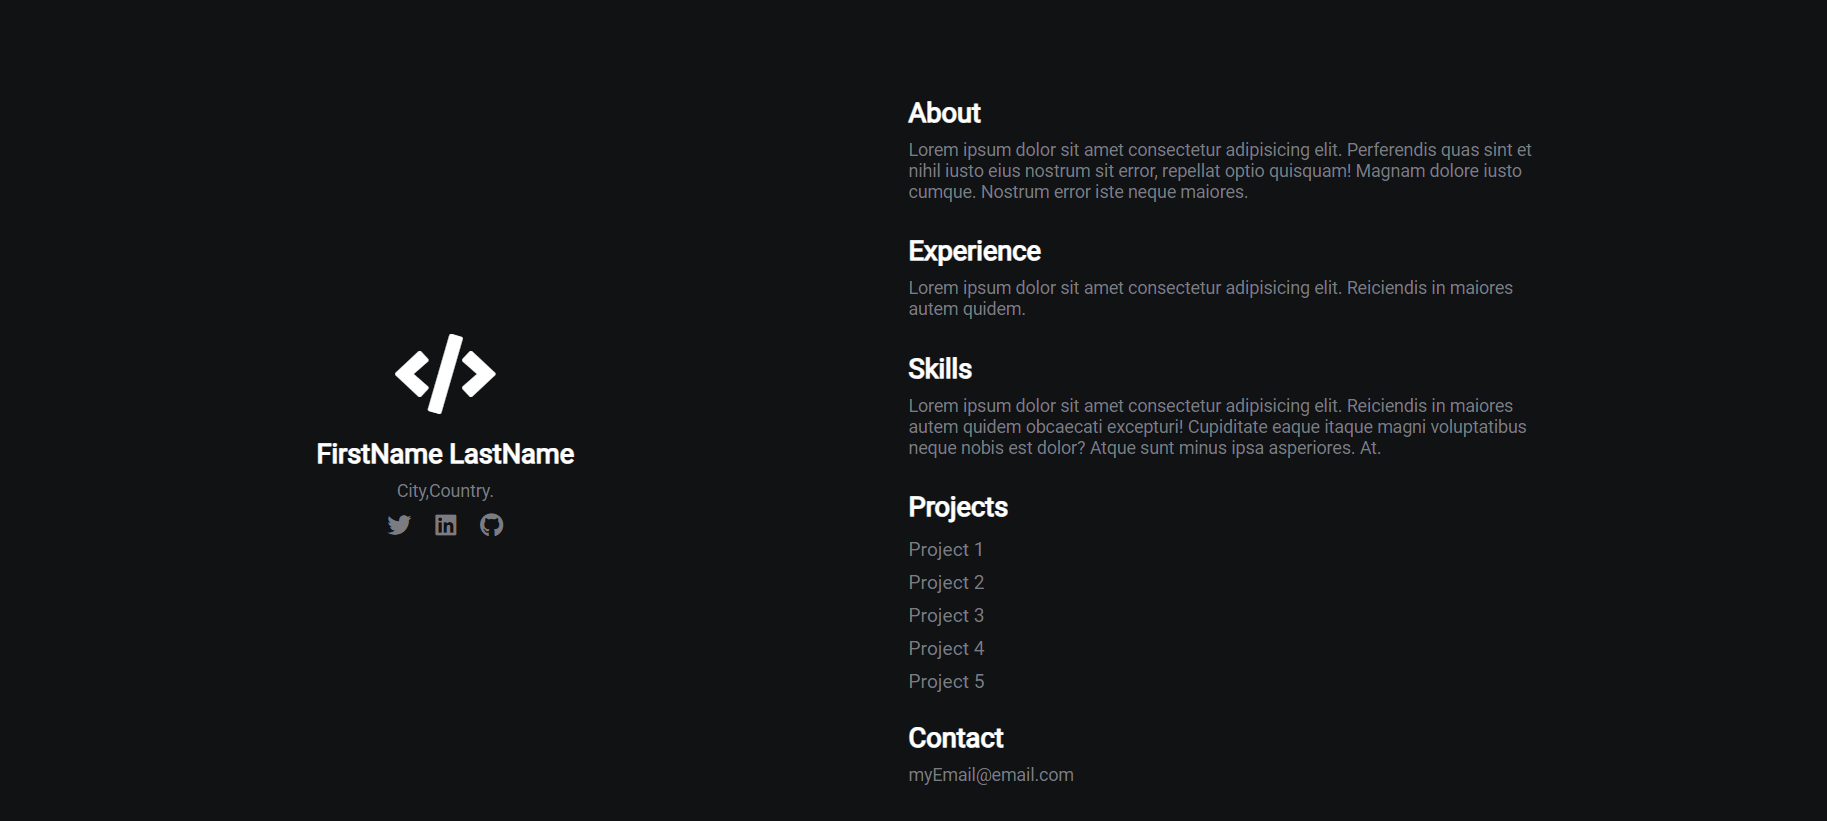 FirstName LastName
City,Country.
About
Lorem ipsum dolor sit amet consectetur adipisicing elit. Perferendis quas sint et
nihil iusto eius nostrum sit error, repellat optio quisquam! Magnam dolore iusto
cumque. Nostrum error iste neque maiores.
Experience
Lorem ipsum dolor sit amet consectetur adipisicing elit. Reiciendis in maiores
autem quidem.
Skills
Lorem ipsum dolor sit amet consectetur adipisicing elit. Reiciendis in maiores
autem quidem obcaecati excepturi! Cupiditate eaque itaque magni voluptatibus
neque nobis est dolor? Atque sunt minus ipsa asperiores. At.
Projects
Project 1
Project 2
Project 3
Project 4
Project 5
Contact
myEmail@email.com